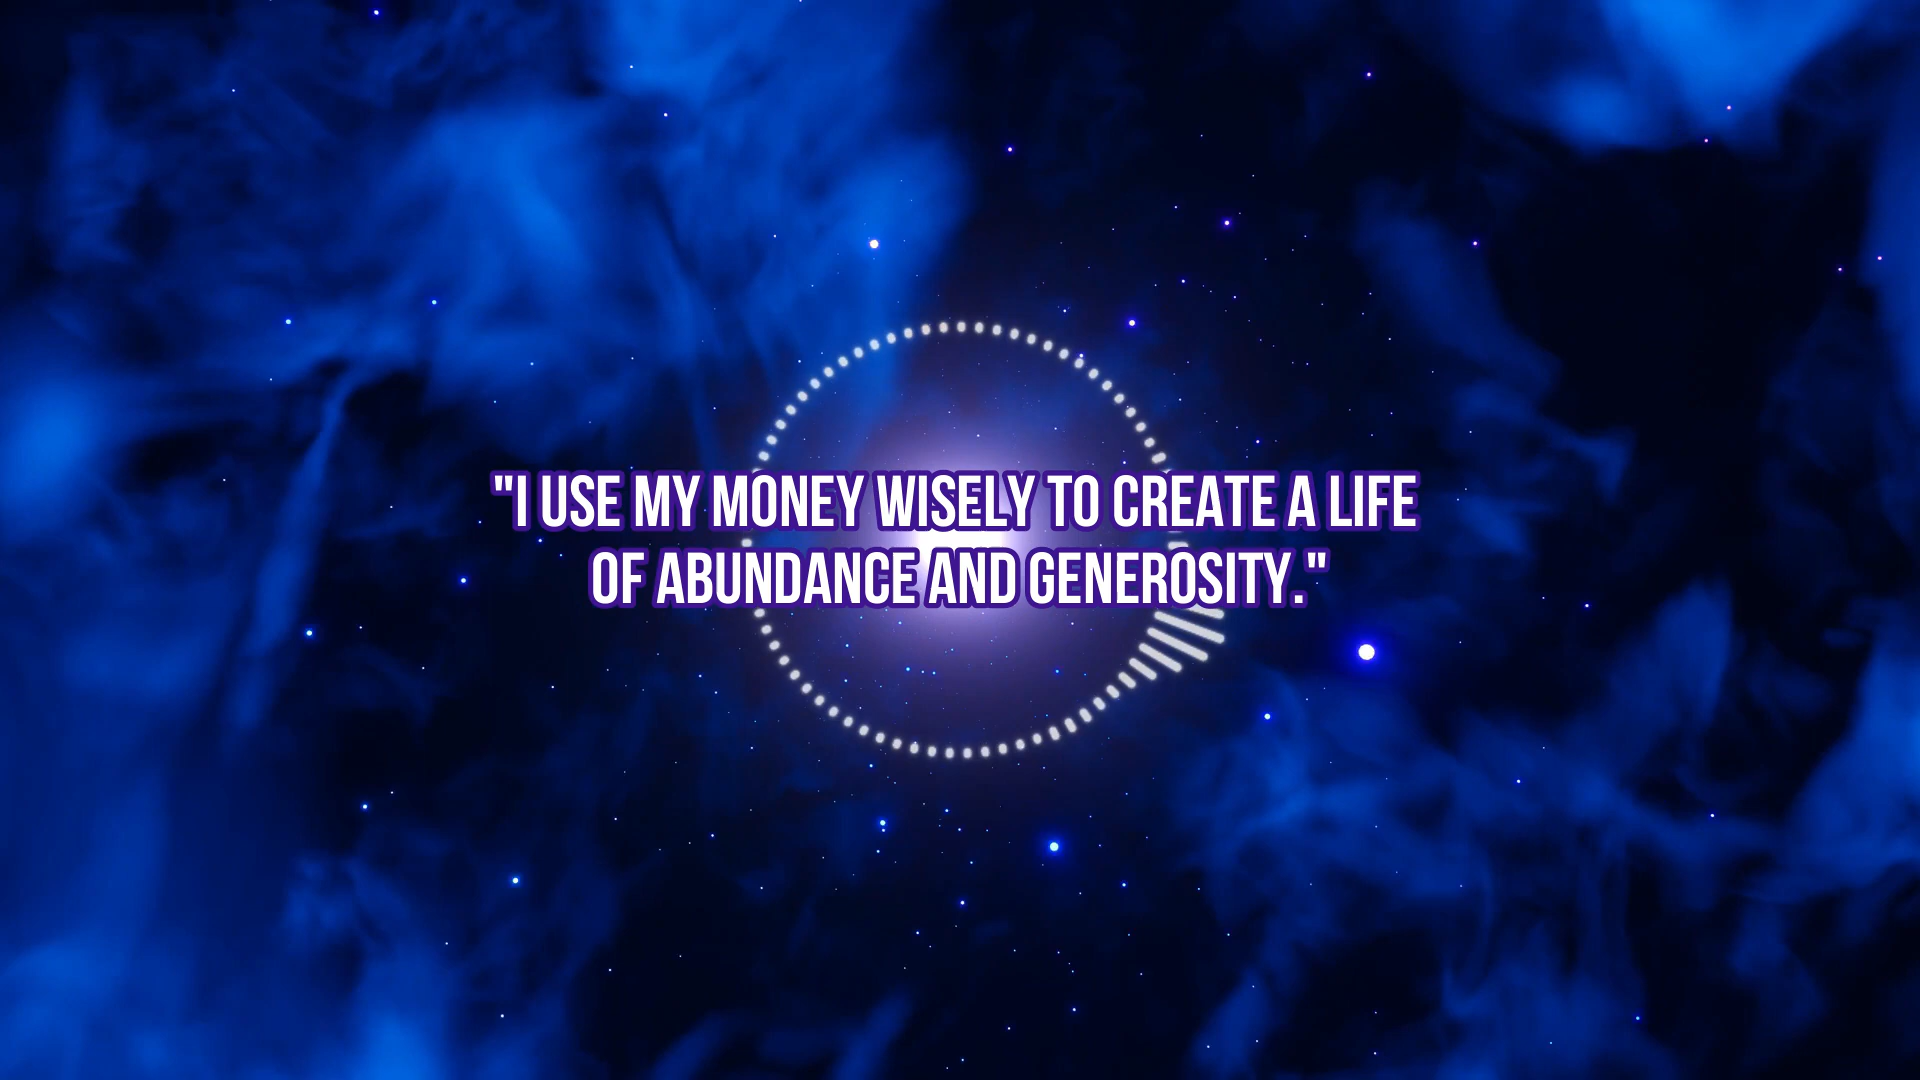 "I USE MY MONEY WISELY TO CREATE A LIFE
OF ABUNDANCE AND GENEROSITY."